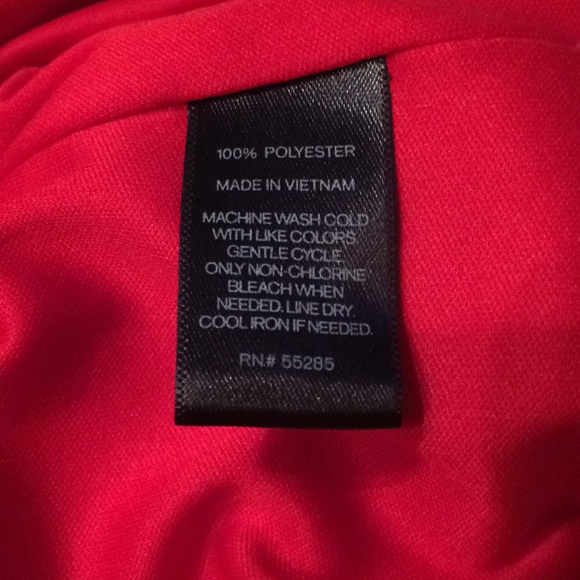 100% POLYESTER
MADE IN VIETNAM
MACHINE WASH COLD
WITH LIKE COLORS.
GENTLE CYCLE.
ONLY NON-CHLORINE
BLEACH WHEN
NEEDED. LINE DRY.
COOL IRON IF NEEDED.
RN# 55285